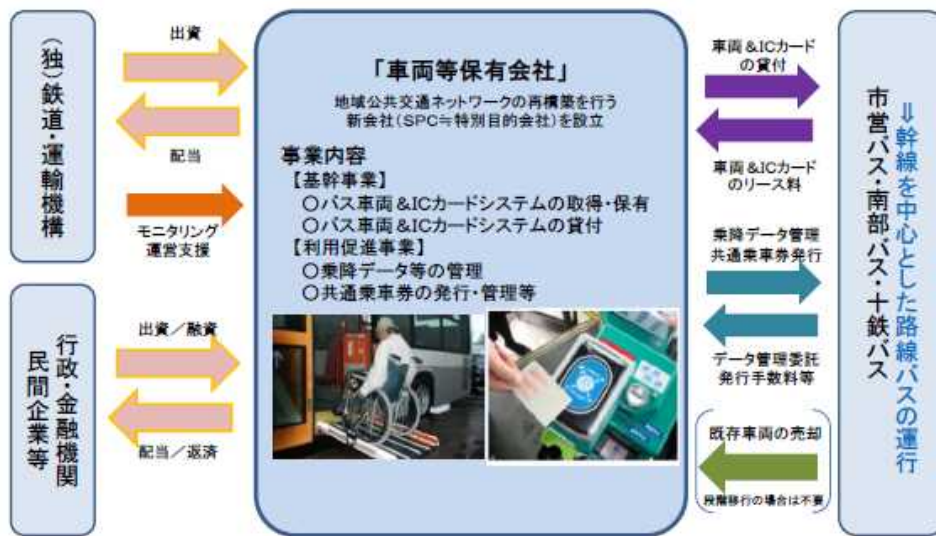 (独)鉄道・運輸機構
出資
配当
モニタリング
運営支援
行政・金融機関
民間企業等
出資／融資
配当／返済
「車両等保有会社」
地域公共交通ネットワークの再構築を行う
新会社(SPC≒特別目的会社)を設立
事業内容
【基幹事業】
○バス車両&ICカードシステムの取得・保有
○バス車両&ICカードシステムの貸付
【利用促進事業】
○乗降データ等の管理
○共通乗車券の発行・管理等
車両&ICカード
の貸付
車両&ICカード
のリース料
乗降データ管理
共通乗車券発行
データ管理委託
発行手数料等
既存車両の売却
段階移行の場合は不要
⇓幹線を中心とした路線バスの運行
市営バス・南部バス・十鉄バス